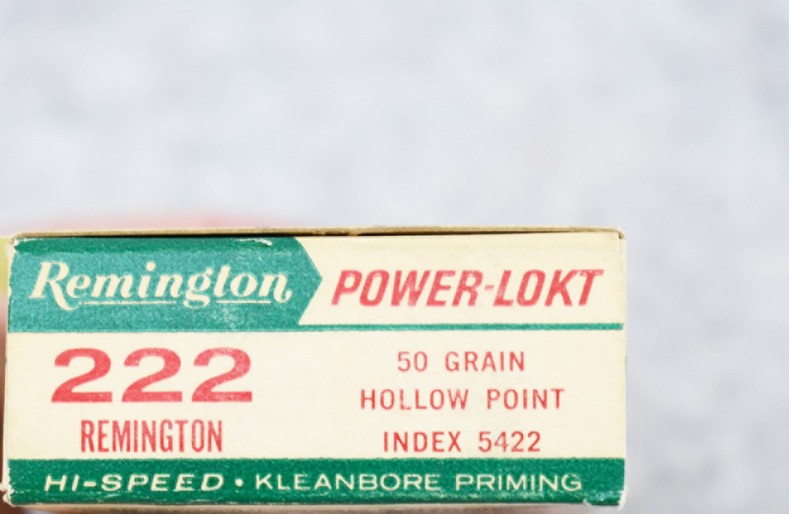 Remington POWER-LOKT
222
REMINGTON
50 GRAIN
HOLLOW POINT
INDEX 5422
HI-SPEED • KLEANBORE PRIMING